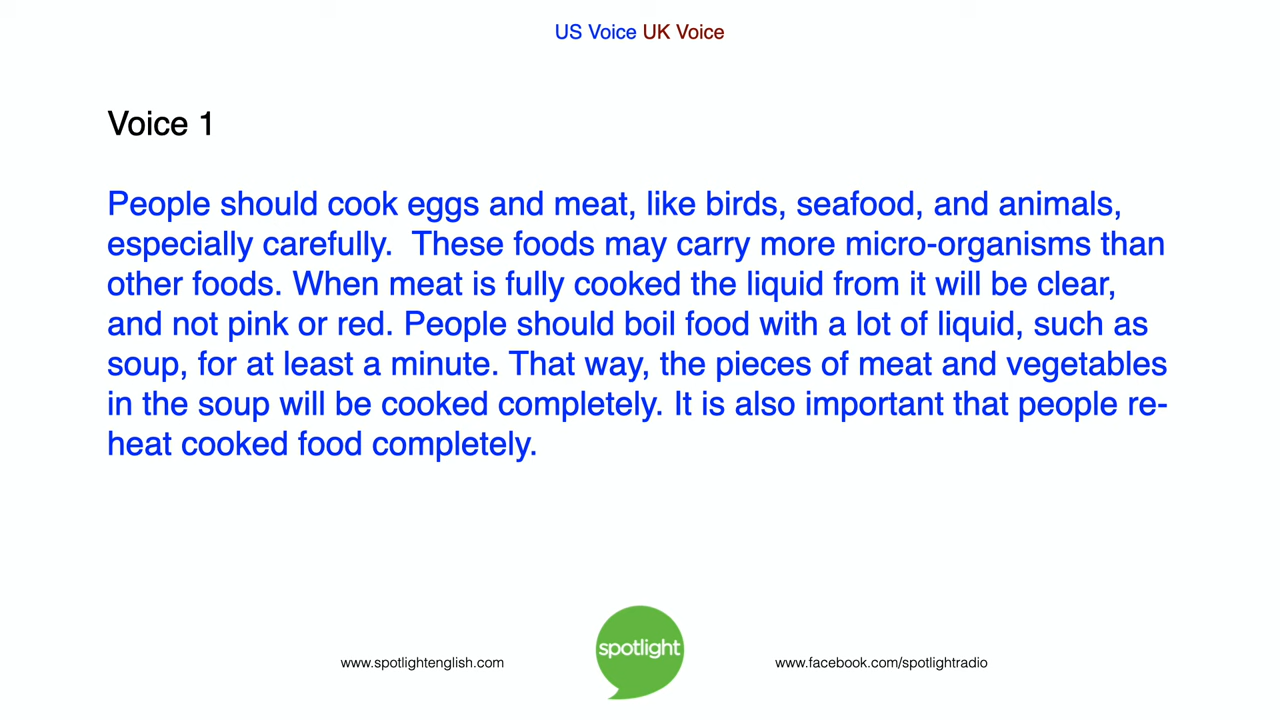 US Voice UK Voice
Voice 1
People should cook eggs and meat, like birds, seafood, and animals,
especially carefully.  These foods may carry more micro-organisms than
other foods. When meat is fully cooked the liquid from it will be clear,
and not pink or red. People should boil food with a lot of liquid, such as
soup, for at least a minute. That way, the pieces of meat and vegetables
in the soup will be cooked completely. It is also important that people re-
heat cooked food completely.
spotlight
www.spotlightenglish.com
www.facebook.com/spotlightradio